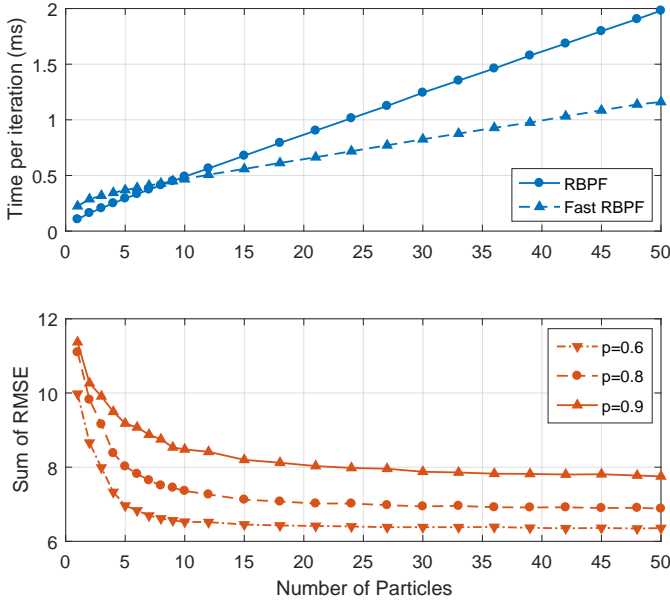 Time per iteration (ms)
2
1.5
1
0.5
0
0 5 10 15 20 25 30 35 40 45 50
RBPF
Fast RBPF
Sum of RMSE
12
10
8
6
0 5 10 15 20 25 30 35 40 45 50
p=0.6
p=0.8
p=0.9
Number of Particles